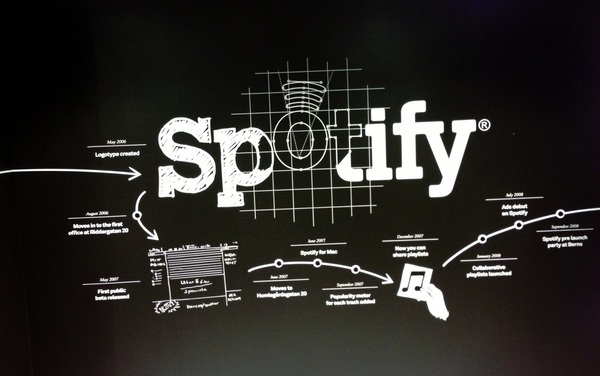 Spotify®
May 2006
Logotype created
August 2006
Moves in to the first
office at Riddargatan 20
May 2007
First public
beta released
June 2007
Moves to
Humlegårdsgatan 20
June 2007
Spotify for Mac
September 2007
Popularity meter
for each track added
December 2007
Now you can
share playlists
January 2008
Collaborative
playlists launched
July 2008
Ads debut
on Spotify
September 2008
Spotify pre launch
party at Berns